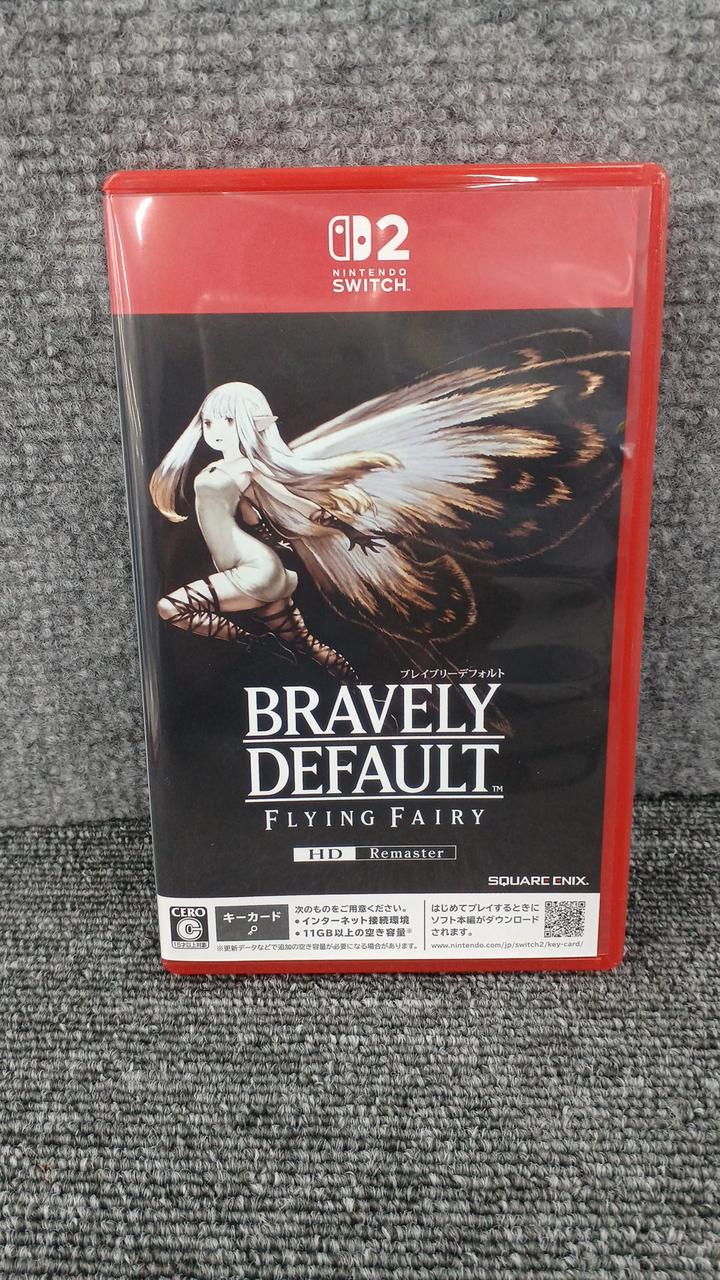 2
NINTENDO
SWITCH™
ブレイブリーデフォルト
BRAVELY
DEFAULT™
FLYING FAIRY
HD Remaster
SQUARE ENIX®
CERO
C
15才以上対象
キーカード
次のものをご用意ください。
• インターネット接続環境
• 11GB以上の空き容量※
※更新データなどで追加の空き容量が必要になる場合があります。
はじめてプレイするときに
ソフト本編がダウンロード
されます。
www.nintendo.com/jp/switch2/key-card/